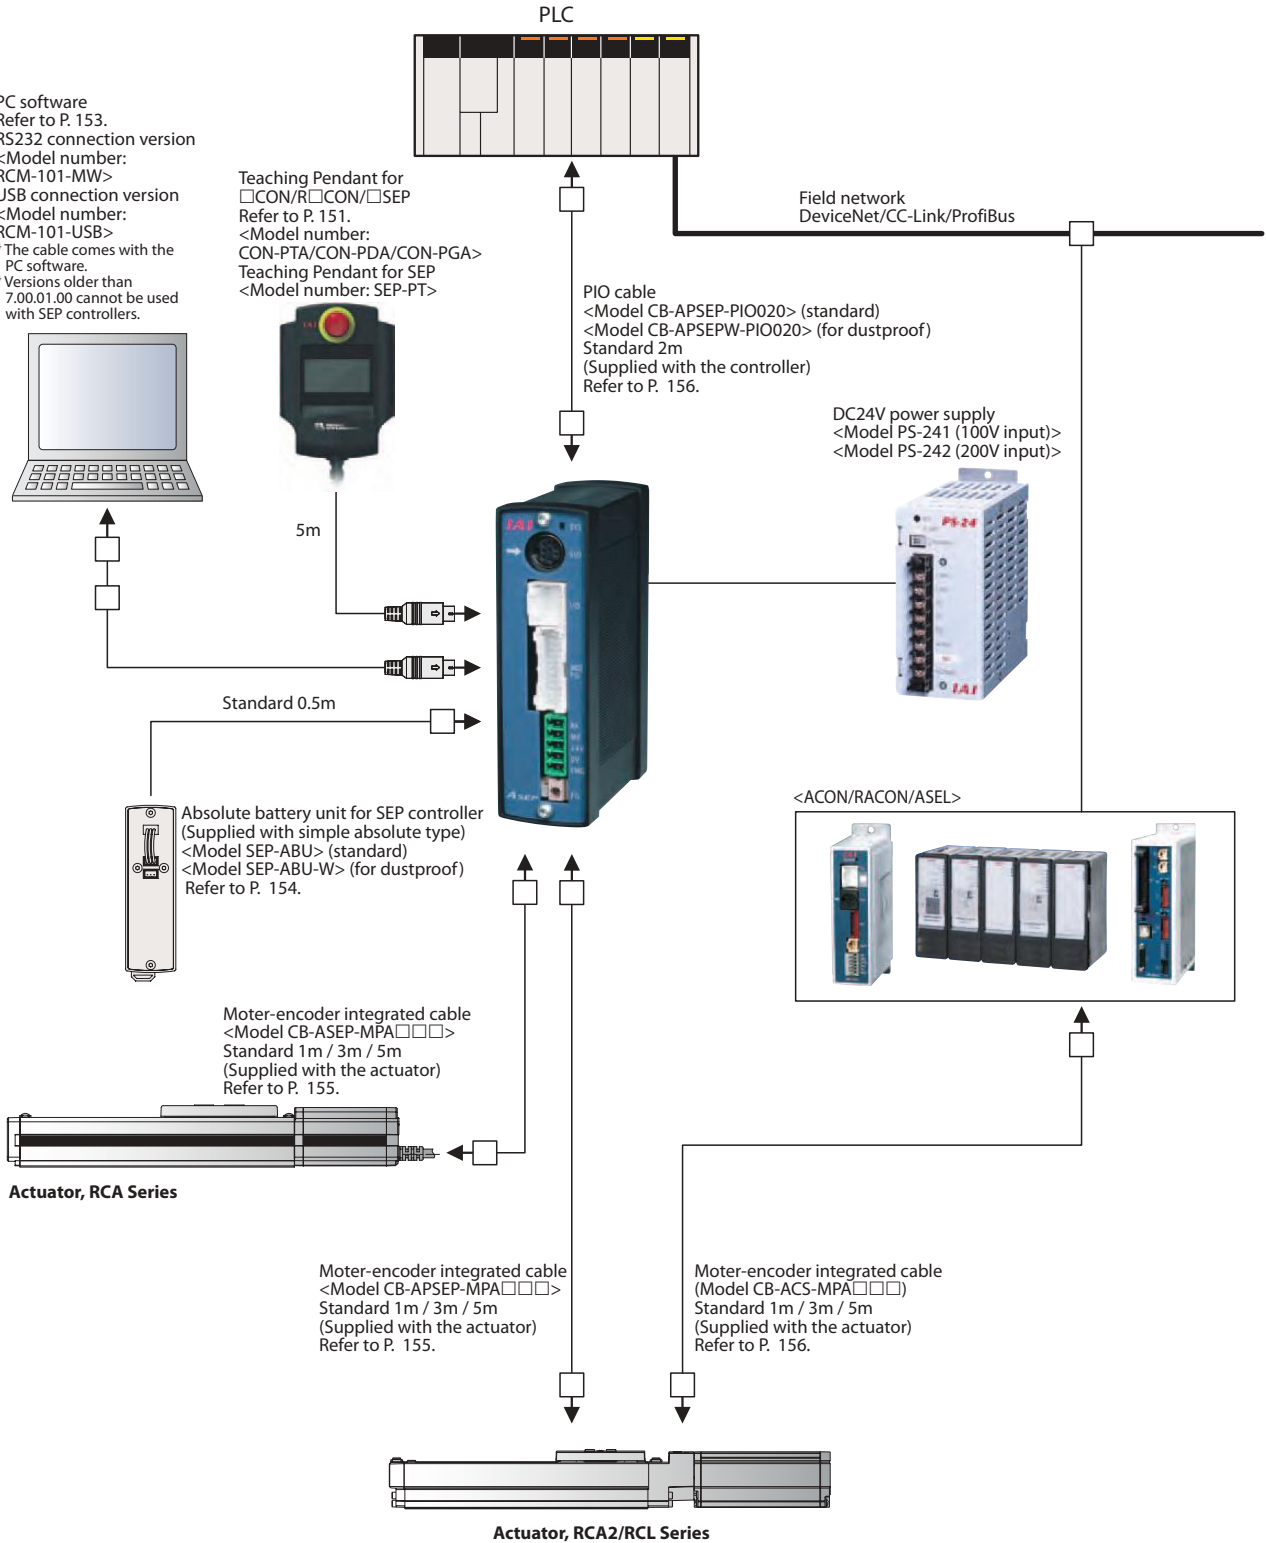 PLC
PC software
Refer to P. 153.
RS232 connection version
<Model number:
RCM-101-MW>
USB connection version
<Model number:
RCM-101-USB>
* The cable comes with the
PC software.
* Versions older than
7.00.01.00 cannot be used
with SEP controllers.
Teaching Pendant for
□CON/R□CON/□SEP
Refer to P. 151.
<Model number:
CON-PTA/CON-PDA/CON-PGA>
Teaching Pendant for SEP
<Model number: SEP-PT>
Field network
DeviceNet/CC-Link/ProfiBus
PIO cable
<Model CB-APSEP-PIO020> (standard)
<Model CB-APSEPW-PIO020> (for dustproof)
Standard 2m
(Supplied with the controller)
Refer to P. 156.
DC24V power supply
<Model PS-241 (100V input)>
<Model PS-242 (200V input)>
5m
IAI
PS-24
IAI
ASEP
Standard 0.5m
Absolute battery unit for SEP controller
(Supplied with simple absolute type)
<Model SEP-ABU> (standard)
<Model SEP-ABU-W> (for dustproof)
Refer to P. 154.
<ACON/RACON/ASEL>
Moter-encoder integrated cable
<Model CB-ASEP-MPA□□□>
Standard 1m / 3m / 5m
(Supplied with the actuator)
Refer to P. 155.
Actuator, RCA Series
Moter-encoder integrated cable
<Model CB-APSEP-MPA□□□>
Standard 1m / 3m / 5m
(Supplied with the actuator)
Refer to P. 155.
Moter-encoder integrated cable
(Model CB-ACS-MPA□□□)
Standard 1m / 3m / 5m
(Supplied with the actuator)
Refer to P. 156.
Actuator, RCA2/RCL Series